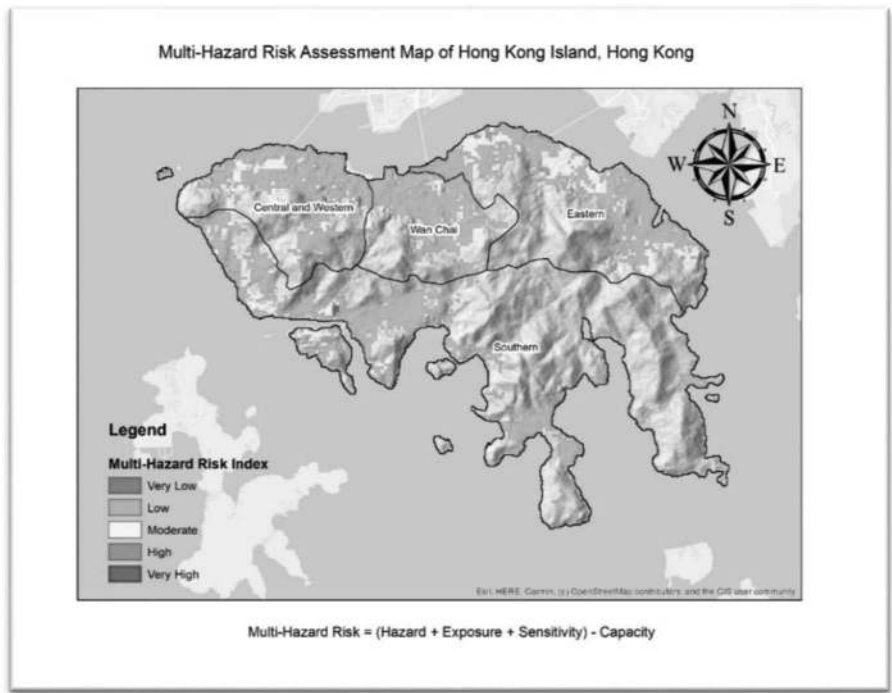 Multi-Hazard Risk Assessment Map of Hong Kong Island, Hong Kong
N
W
E
S
Central and Western
Wan Chai
Eastern
Southern
Legend
Multi-Hazard Risk Index
Very Low
Low
Moderate
High
Very High
Esri, HERE, Garmin, (c) OpenStreetMap contributors, and the GIS user community
Multi-Hazard Risk = (Hazard + Exposure + Sensitivity) - Capacity